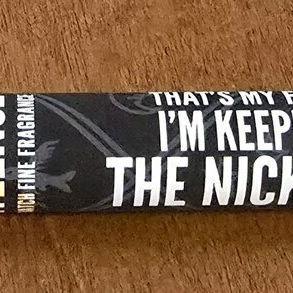 THAT'S MY
I'M KEEP
THE NICK
FINE FRAGRANCE